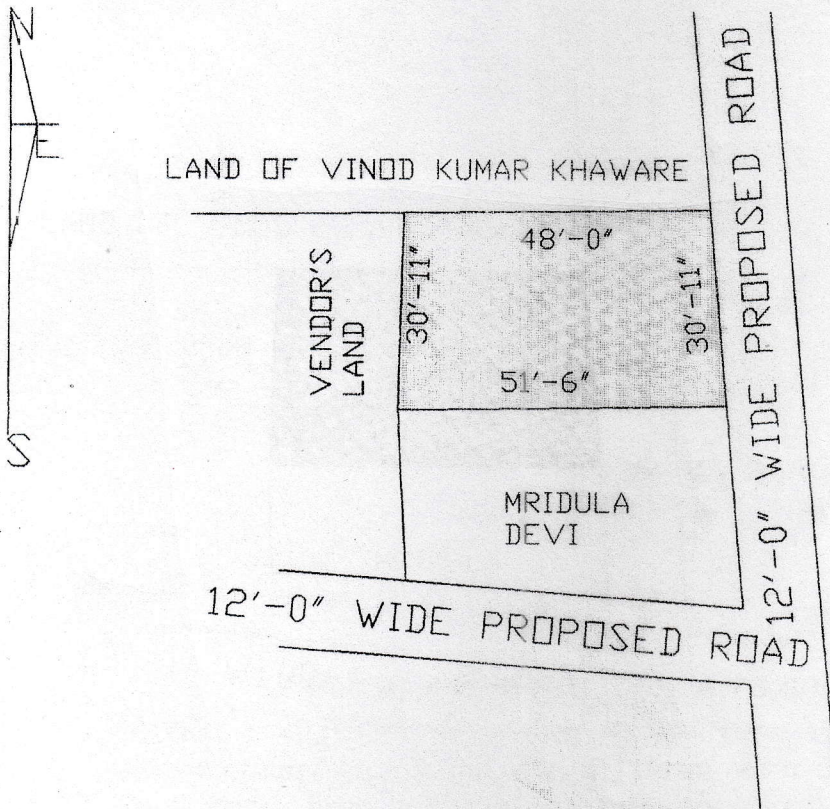 N
E
S
LAND OF VINOD KUMAR KHAWARE
48'-0"
VENDOR'S
LAND
30'-11"
30'-11"
51'-6"
MRIDULA
DEVI
12'-0" WIDE PROPOSED ROAD
12'-0" WIDE PROPOSED ROAD